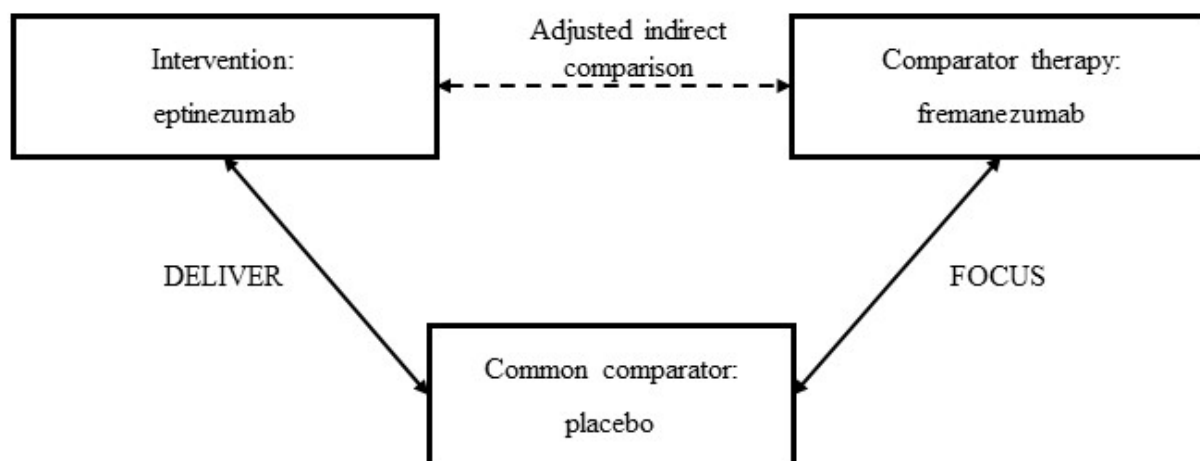 Intervention:
eptinezumab
Adjusted indirect
comparison
Comparator therapy:
fremanezumab
DELIVER
FOCUS
Common comparator:
placebo